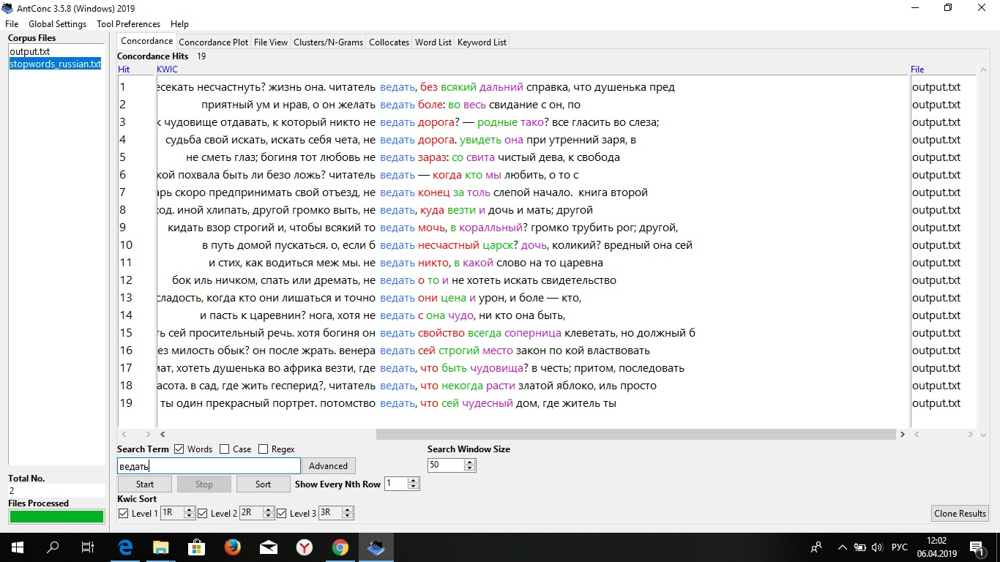 AntConc 3.5.8 (Windows) 2019
File Global Settings Tool Preferences Help
Corpus Files
output.txt
stopwords_russian.txt
Concordance Concordance Plot File View Clusters/N-Grams Collocates Word List Keyword List
Concordance Hits 19
Hit KWIC File
1 несчастнуть? жизнь она. читатель ведать, без всякий дальний справка, что душенька пред output.txt
2 приятный ум и нрав, о он желать ведать боле: во весь свидание с он, по output.txt
3 к чудовище отдавать, к который никто не ведать дорога? — родные тако? все гласить во слеза; output.txt
4 судьба свой искать, искать себя чета, не ведать дорога. увидеть она при утренний заря, в output.txt
5 не сметь глаз; богиня тот любовь не ведать зараз: со свита чистый дева, к свобода output.txt
6 кой похвала быть ли безо ложь? читатель ведать — когда кто мы любить, о то с output.txt
7 арь скоро предпринимать свой отъезд, не ведать конец за толь слепой начало. книга второй output.txt
8 ход. иной хлипать, другой громко выть, не ведать, куда везти и дочь и мать; другой output.txt
9 кидать взор строгий и, чтобы всякий то ведать мочь, в коралльный? громко трубить рог; другой, output.txt
10 в путь домой пускаться. о, если б ведать несчастный царск? дочь, коликий? вредный она сей output.txt
11 и стих, как водиться меж мы. не ведать никто, в какой слово на то царевна output.txt
12 бок иль ничком, спать или дремать, не ведать о то и не хотеть искать свидетельство output.txt
13 сладость, когда кто они лишаться и точно ведать они цена и урон, и боле — кто, output.txt
14 и пасть к царевнин? нога, хотя не ведать с она чудо, ни кто она быть, output.txt
15 ть сей просительный речь. хотя богиня он ведать свойство всегда соперница клеветать, но должный б output.txt
16 ез милость обык? он после жрать. венера ведать сей строгий место закон по кой властвовать output.txt
17 мат, хотеть душенька во африка везти, где ведать, что быть чудовища? в честь; притом, последовать output.txt
18 асота. в сад, где жить гесперид?, читатель ведать, что некогда расти златой яблоко, иль просто output.txt
19 ты один прекрасный портрет. потомство ведать, что сей чудесный дом, где житель ты output.txt
Search Term Words Case Regex Search Window Size
ведать Advanced 50
Start Stop Sort Show Every Nth Row 1
Kwic Sort
Level 1 1R Level 2 2R Level 3 3R Clone Results
Total No.
2
Files Processed
РУС 12:02
06.04.2019
1